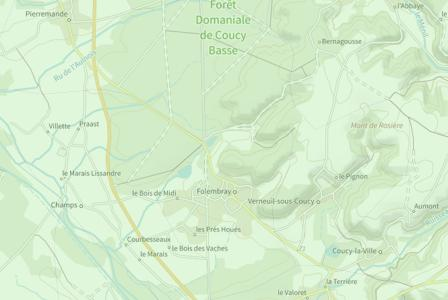 l'Abbaye
Forêt
Domaniale
de Coucy
Basse
Pierremande
Bernagousse
Ru de l'Aunois
Villette
Praast
Mont de Rosière
le Marais Lissandre
le Pignon
le Bois de Midi
Folembray
Champs
Verneuil-sous Coucy
Aumont
les Prés Houés
Courbesseaux
le Bois des Vaches
le Marais
Coucy-la-Ville
la Terrière
le Valoret